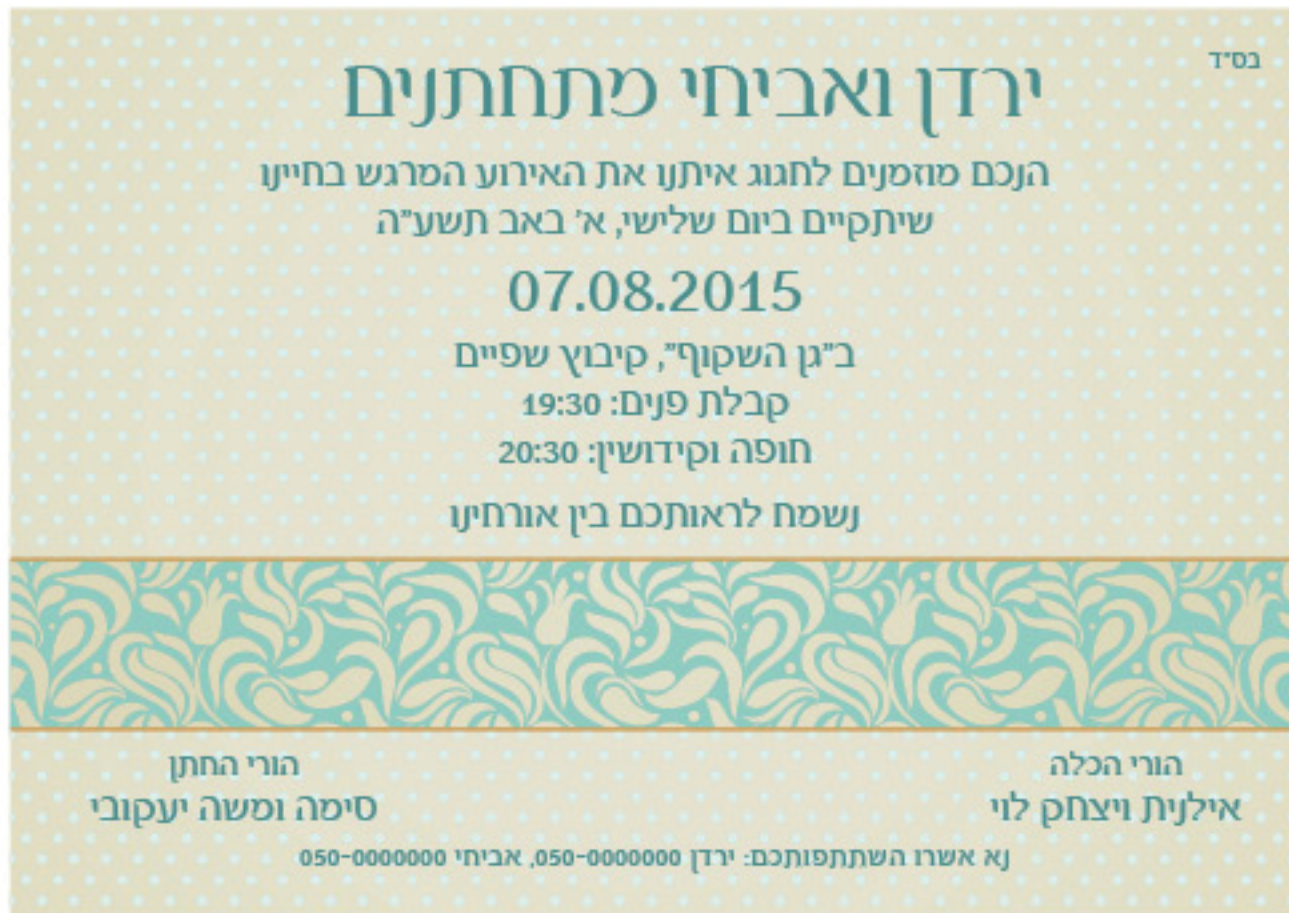 בס"ד
ירדן ואביחי מתחתנים
הנכם מוזמנים לחגוג איתנו את האירוע המרגש בחיינו
שיתקיים ביום שלישי, א' באב תשע"ה
07.08.2015
ב"גן השקוף", קיבוץ שפיים
קבלת פנים: 19:30
חופה וקידושין: 20:30
נשמח לראותכם בין אורחינו
הורי הכלה
אילנית ויצחק לוי
הורי החתן
סימה ומשה יעקובי
נא אשרו השתתפותכם: ירדן 050-0000000, אביחי 050-0000000